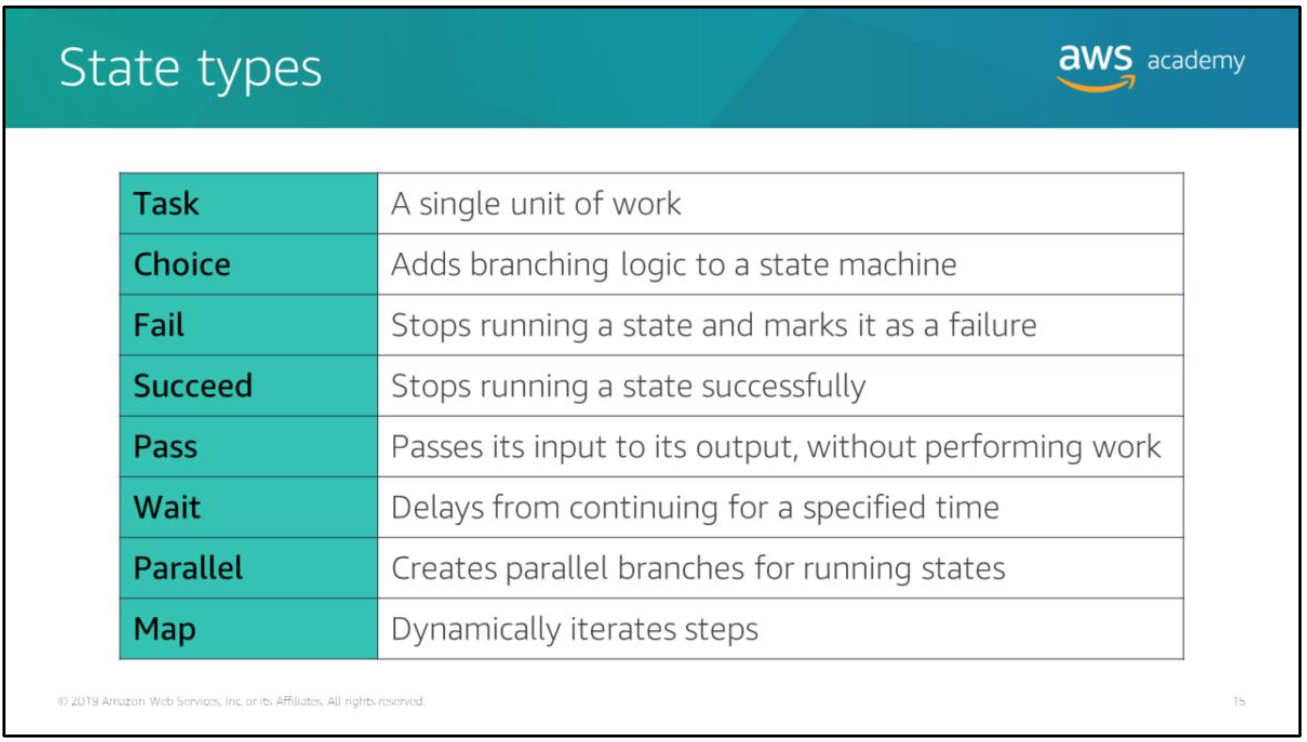 State types
aws academy
Task
A single unit of work
Choice
Adds branching logic to a state machine
Fail
Stops running a state and marks it as a failure
Succeed
Stops running a state successfully
Pass
Passes its input to its output, without performing work
Wait
Delays from continuing for a specified time
Parallel
Creates parallel branches for running states
Map
Dynamically iterates steps
© 2019 Amazon Web Services, Inc. or its Affiliates. All rights reserved.
15